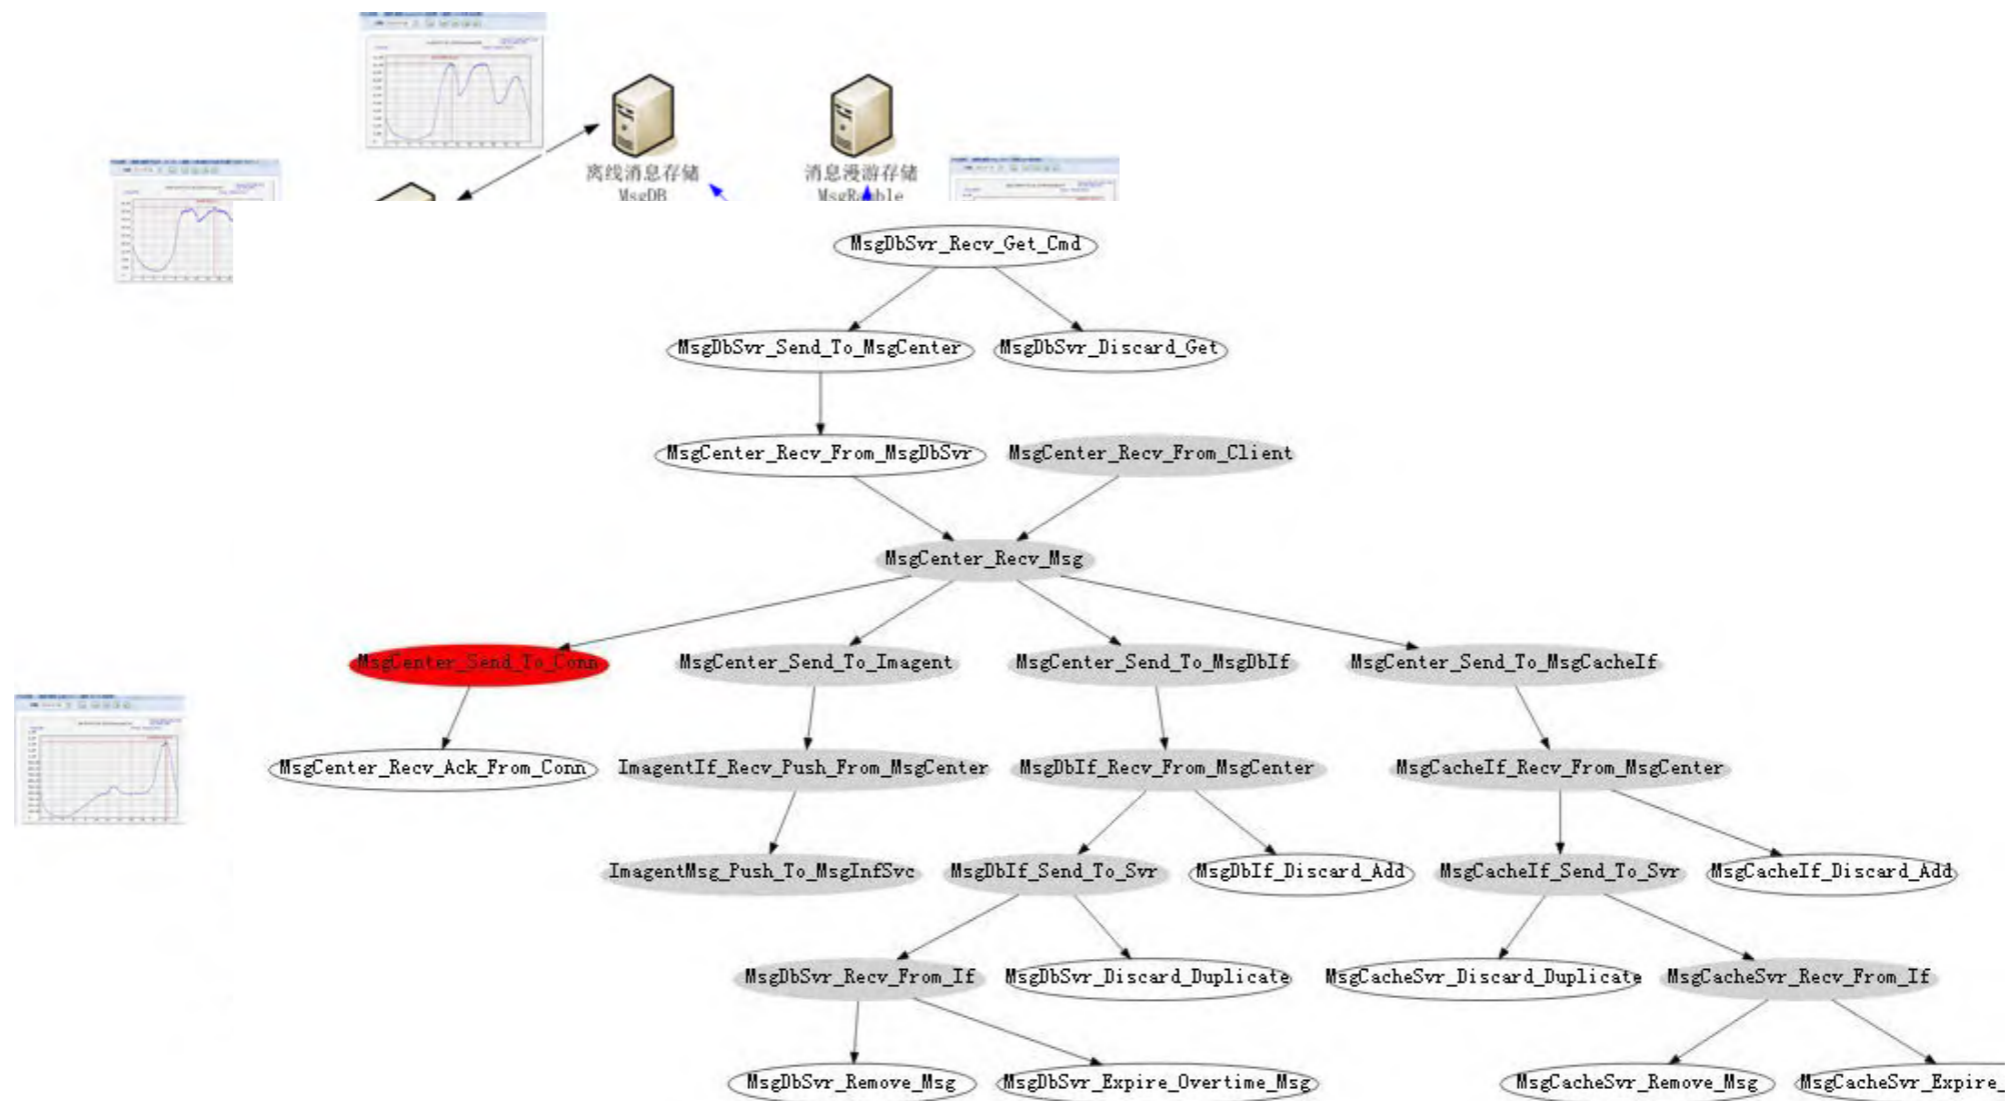 离线消息存储
MsgDB
消息漫游存储
MsgRamble
MsgDbSvr_Recv_Get_Cmd
MsgDbSvr_Send_To_MsgCenter
MsgDbSvr_Discard_Get
MsgCenter_Recv_From_MsgDbSvr
MsgCenter_Recv_From_Client
MsgCenter_Recv_Msg
MsgCenter_Send_To_Conn
MsgCenter_Send_To_Imagent
MsgCenter_Send_To_MsgDbIf
MsgCenter_Send_To_MsgCacheIf
MsgCenter_Recv_Ack_From_Conn
ImagentIf_Recv_Push_From_MsgCenter
MsgDbIf_Recv_From_MsgCenter
MsgCacheIf_Recv_From_MsgCenter
ImagentMsg_Push_To_MsgInfSvc
MsgDbIf_Send_To_Svr
MsgDbIf_Discard_Add
MsgCacheIf_Send_To_Svr
MsgCacheIf_Discard_Add
MsgDbSvr_Recv_From_If
MsgDbSvr_Discard_Duplicate
MsgCacheSvr_Discard_Duplicate
MsgCacheSvr_Recv_From_If
MsgDbSvr_Remove_Msg
MsgDbSvr_Expire_Overtime_Msg
MsgCacheSvr_Remove_Msg
MsgCacheSvr_Expire_